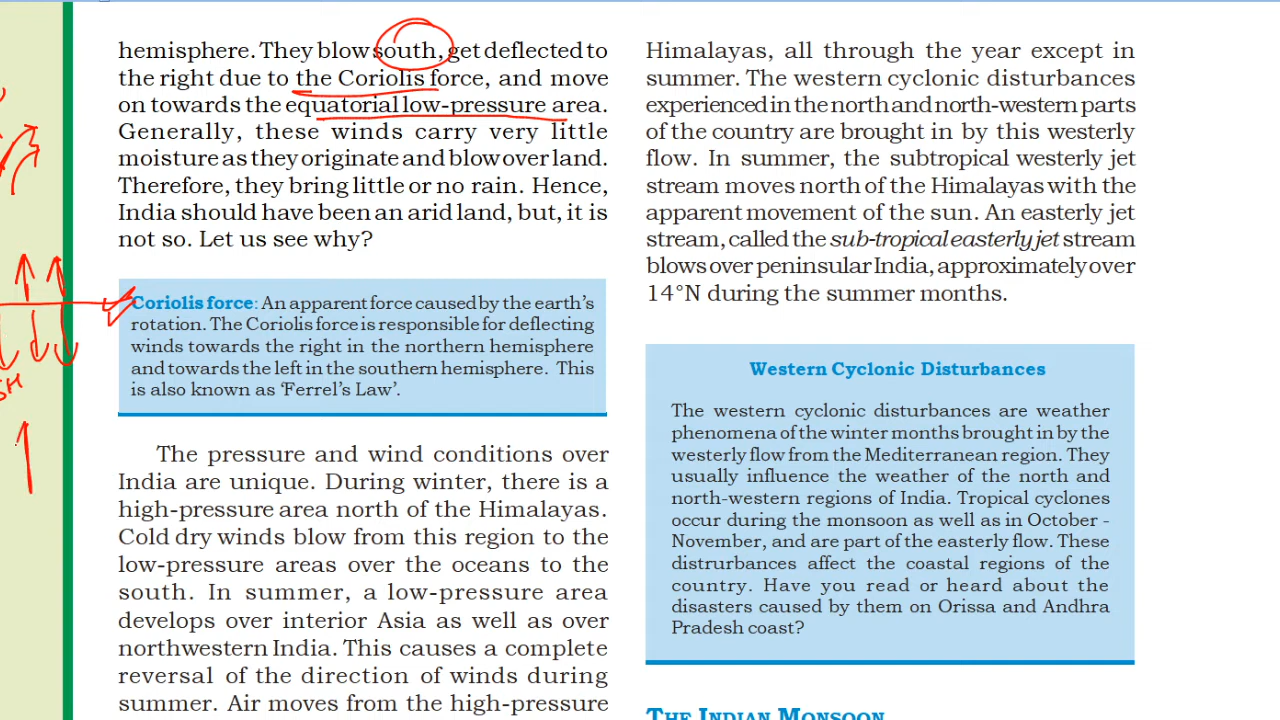 hemisphere. They blow south, get deflected to
the right due to the Coriolis force, and move
on towards the equatorial low-pressure area.
Generally, these winds carry very little
moisture as they originate and blow over land.
Therefore, they bring little or no rain. Hence,
India should have been an arid land, but, it is
not so. Let us see why?
Coriolis force: An apparent force caused by the earth's
rotation. The Coriolis force is responsible for deflecting
winds towards the right in the northern hemisphere
and towards the left in the southern hemisphere. This
is also known as 'Ferrel's Law'.
SH
The pressure and wind conditions over
India are unique. During winter, there is a
high-pressure area north of the Himalayas.
Cold dry winds blow from this region to the
low-pressure areas over the oceans to the
south. In summer, a low-pressure area
develops over interior Asia as well as over
northwestern India. This causes a complete
reversal of the direction of winds during
summer. Air moves from the high-pressure
Himalayas, all through the year except in
summer. The western cyclonic disturbances
experienced in the north and north-western parts
of the country are brought in by this westerly
flow. In summer, the subtropical westerly jet
stream moves north of the Himalayas with the
apparent movement of the sun. An easterly jet
stream, called the sub-tropical easterly jet stream
blows over peninsular India, approximately over
14°N during the summer months.
Western Cyclonic Disturbances
The western cyclonic disturbances are weather
phenomena of the winter months brought in by the
westerly flow from the Mediterranean region. They
usually influence the weather of the north and
north-western regions of India. Tropical cyclones
occur during the monsoon as well as in October -
November, and are part of the easterly flow. These
distrurbances affect the coastal regions of the
country. Have you read or heard about the
disasters caused by them on Orissa and Andhra
Pradesh coast?
THE INDIAN MONSOON